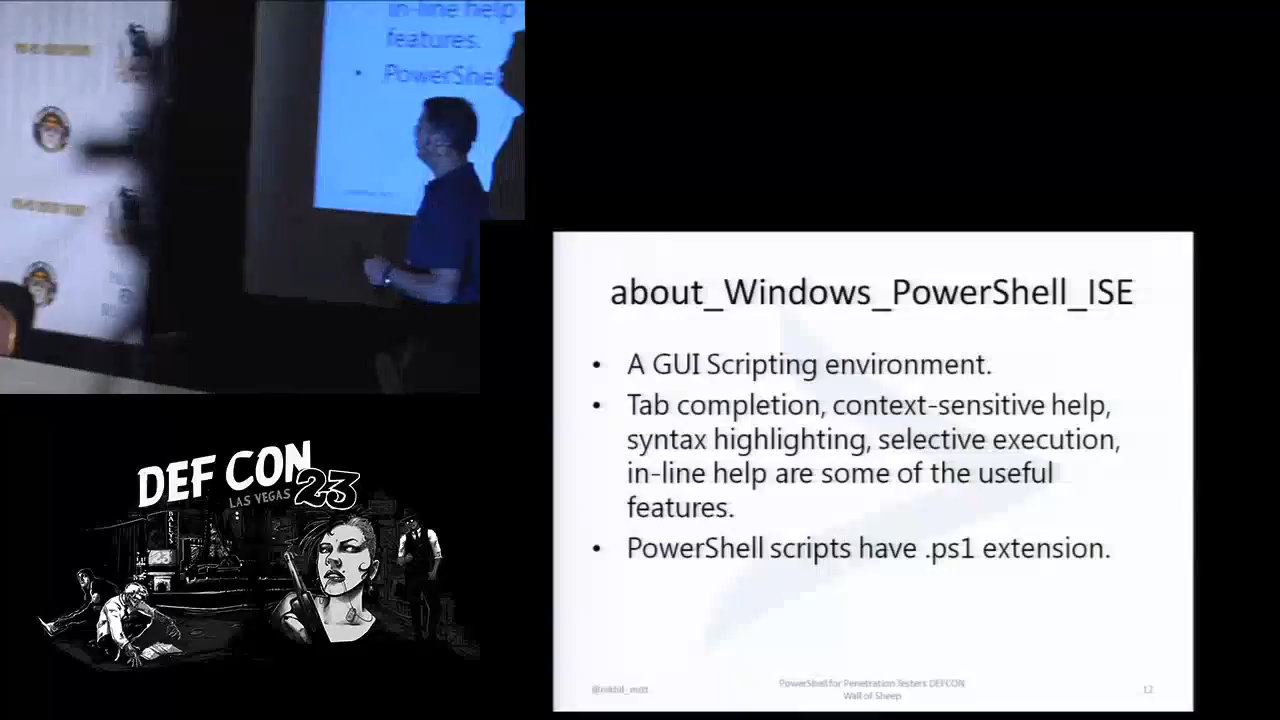 in-line help
features.
• PowerShe
DEF CON
LAS VEGAS 23
BALLYS
about_Windows_PowerShell_ISE
• A GUI Scripting environment.
• Tab completion, context-sensitive help,
syntax highlighting, selective execution,
in-line help are some of the useful
features.
• PowerShell scripts have .ps1 extension.
@nikhil_mitt
PowerShell for Penetration Testers DEFCON
Wall of Sheep
12